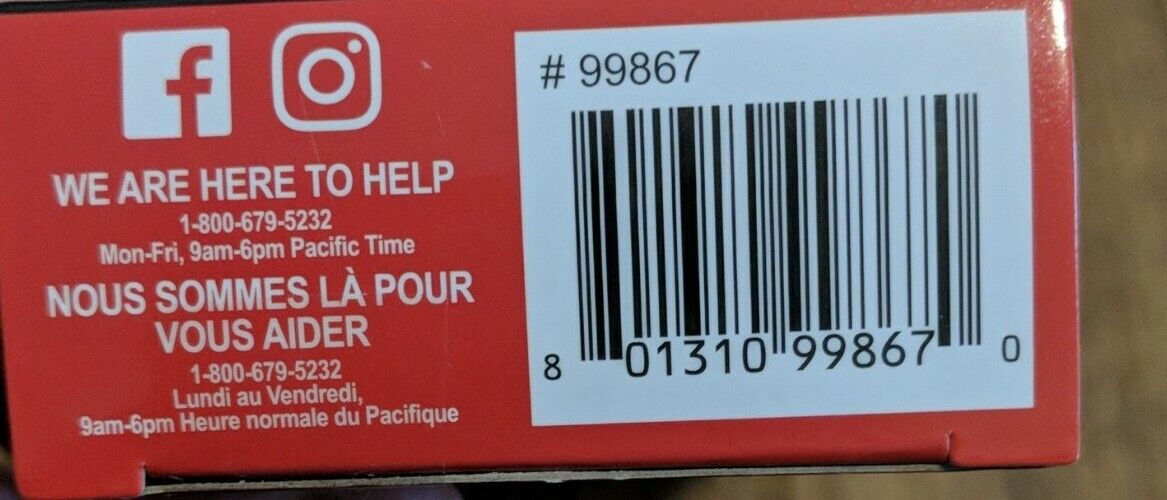 WE ARE HERE TO HELP
1-800-679-5232
Mon-Fri, 9am-6pm Pacific Time
NOUS SOMMES LÀ POUR
VOUS AIDER
1-800-679-5232
Lundi au Vendredi,
9am-6pm Heure normale du Pacifique
# 99867
8 01310 99867 0